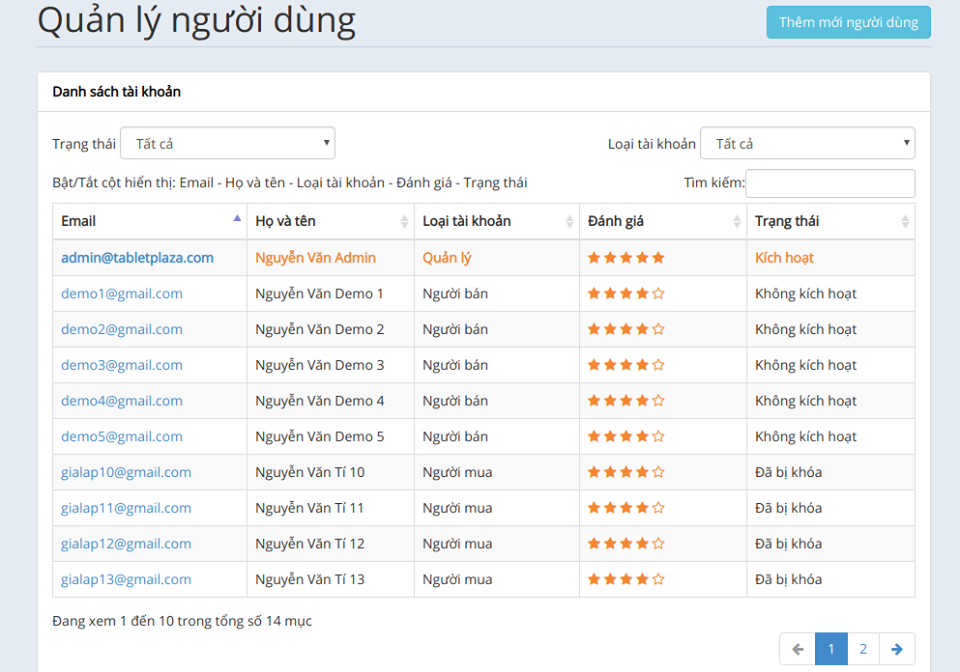 Quản lý người dùng
Thêm mới người dùng
Danh sách tài khoản
Trạng thái Tất cả Loại tài khoản Tất cả
Bật/Tắt cột hiển thị: Email - Họ và tên - Loại tài khoản - Đánh giá - Trạng thái Tìm kiếm:
Email Họ và tên Loại tài khoản Đánh giá Trạng thái
admin@tabletplaza.com Nguyễn Văn Admin Quản lý Kích hoạt
demo1@gmail.com Nguyễn Văn Demo 1 Người bán Không kích hoạt
demo2@gmail.com Nguyễn Văn Demo 2 Người bán Không kích hoạt
demo3@gmail.com Nguyễn Văn Demo 3 Người bán Không kích hoạt
demo4@gmail.com Nguyễn Văn Demo 4 Người bán Không kích hoạt
demo5@gmail.com Nguyễn Văn Demo 5 Người bán Không kích hoạt
gialap10@gmail.com Nguyễn Văn Tí 10 Người mua Đã bị khóa
gialap11@gmail.com Nguyễn Văn Tí 11 Người mua Đã bị khóa
gialap12@gmail.com Nguyễn Văn Tí 12 Người mua Đã bị khóa
gialap13@gmail.com Nguyễn Văn Tí 13 Người mua Đã bị khóa
Đang xem 1 đến 10 trong tổng số 14 mục
1 2